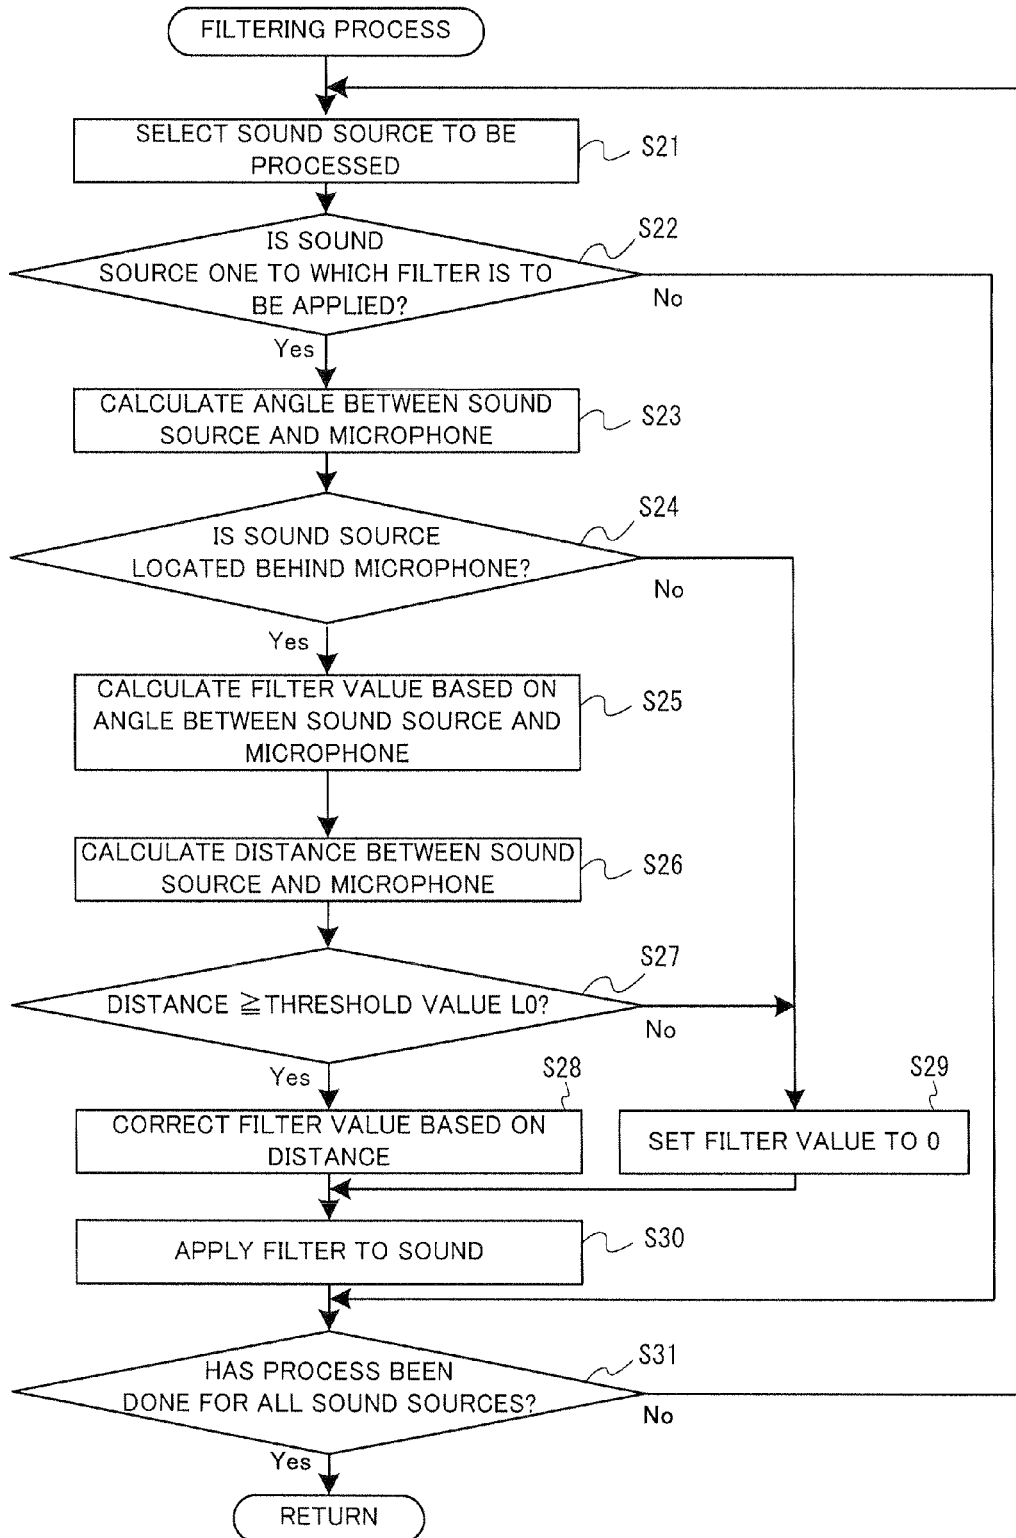 FILTERING PROCESS
SELECT SOUND SOURCE TO BE
PROCESSED
S21
IS SOUND
SOURCE ONE TO WHICH FILTER IS TO
BE APPLIED?
S22
No
Yes
CALCULATE ANGLE BETWEEN SOUND
SOURCE AND MICROPHONE
S23
IS SOUND SOURCE
LOCATED BEHIND MICROPHONE?
S24
No
Yes
CALCULATE FILTER VALUE BASED ON
ANGLE BETWEEN SOUND SOURCE AND
MICROPHONE
S25
CALCULATE DISTANCE BETWEEN SOUND
SOURCE AND MICROPHONE
S26
DISTANCE ≧THRESHOLD VALUE L0?
S27
No
Yes
CORRECT FILTER VALUE BASED ON
DISTANCE
S28
SET FILTER VALUE TO 0
S29
APPLY FILTER TO SOUND
S30
HAS PROCESS BEEN
DONE FOR ALL SOUND SOURCES?
S31
No
Yes
RETURN